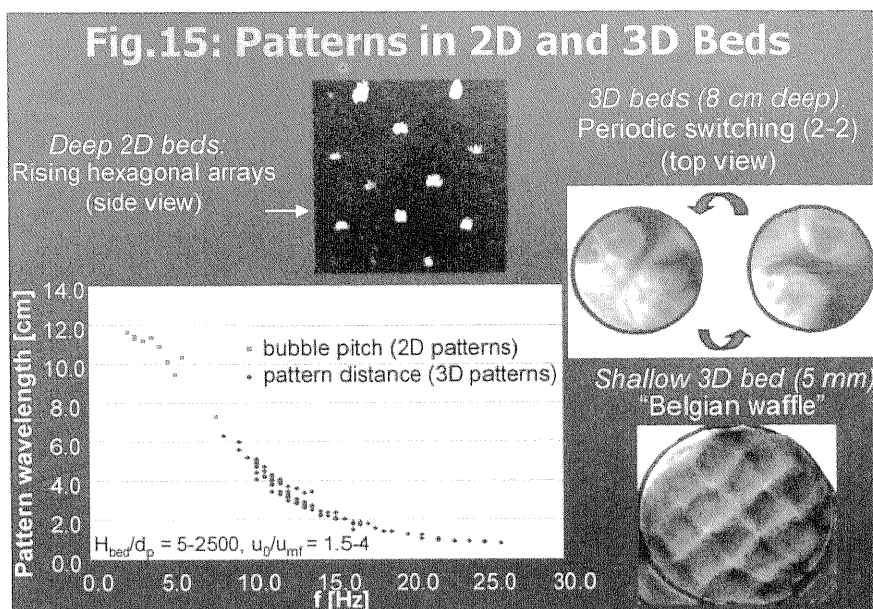 Fig.15: Patterns in 2D and 3D Beds
Deep 2D beds:
Rising hexagonal arrays
(side view)
3D beds (8 cm deep):
Periodic switching (2-2)
(top view)
Pattern wavelength [cm]
14.0
12.0
10.0
8.0
6.0
4.0
2.0
0.0
bubble pitch (2D patterns)
pattern distance (3D patterns)
H_bed/d_p = 5-2500, u_0/u_mf = 1.5-4
0.0 5.0 10.0 15.0 20.0 25.0 30.0
f [Hz]
Shallow 3D bed (5 mm)
"Belgian waffle"